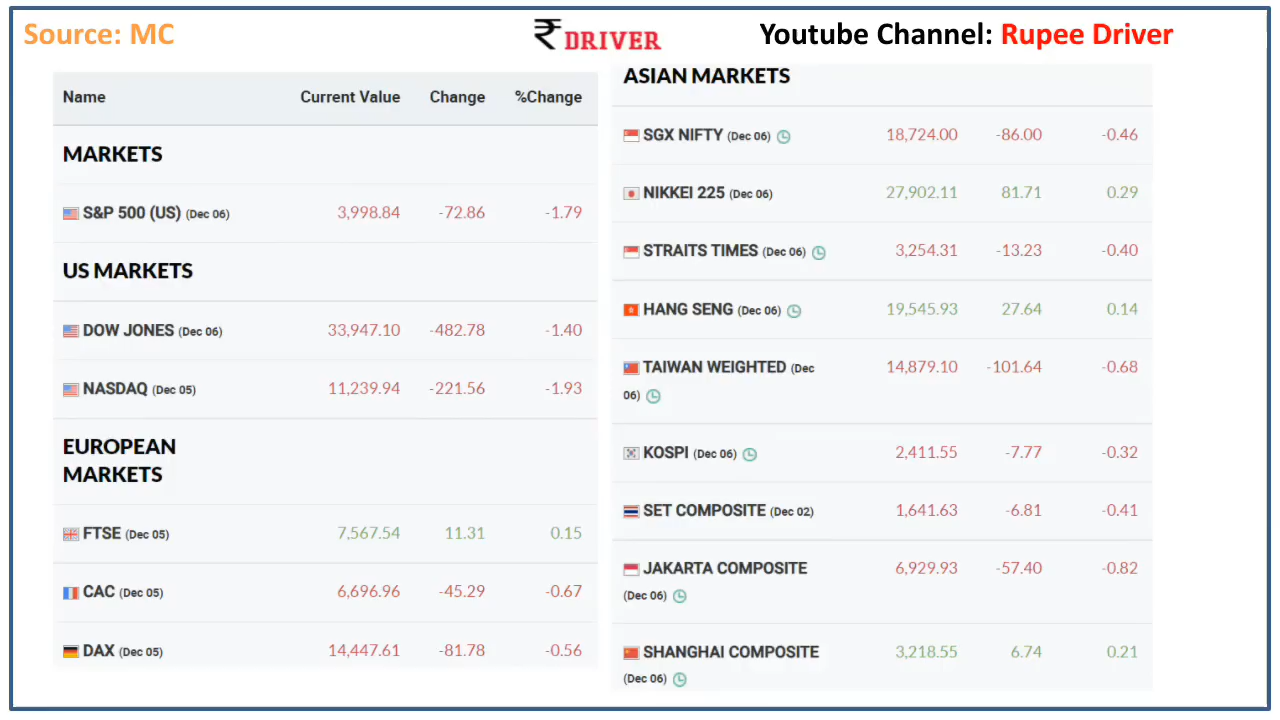 Source: MC
₹ DRIVER
Youtube Channel: Rupee Driver
Name Current Value Change %Change
MARKETS
S&P 500 (US) (Dec 06) 3,998.84 -72.86 -1.79
US MARKETS
DOW JONES (Dec 06) 33,947.10 -482.78 -1.40
NASDAQ (Dec 05) 11,239.94 -221.56 -1.93
EUROPEAN
MARKETS
FTSE (Dec 05) 7,567.54 11.31 0.15
CAC (Dec 05) 6,696.96 -45.29 -0.67
DAX (Dec 05) 14,447.61 -81.78 -0.56
ASIAN MARKETS
SGX NIFTY (Dec 06) 18,724.00 -86.00 -0.46
NIKKEI 225 (Dec 06) 27,902.11 81.71 0.29
STRAITS TIMES (Dec 06) 3,254.31 -13.23 -0.40
HANG SENG (Dec 06) 19,545.93 27.64 0.14
TAIWAN WEIGHTED (Dec 14,879.10 -101.64 -0.68
06)
KOSPI (Dec 06) 2,411.55 -7.77 -0.32
SET COMPOSITE (Dec 02) 1,641.63 -6.81 -0.41
JAKARTA COMPOSITE 6,929.93 -57.40 -0.82
(Dec 06)
SHANGHAI COMPOSITE 3,218.55 6.74 0.21
(Dec 06)